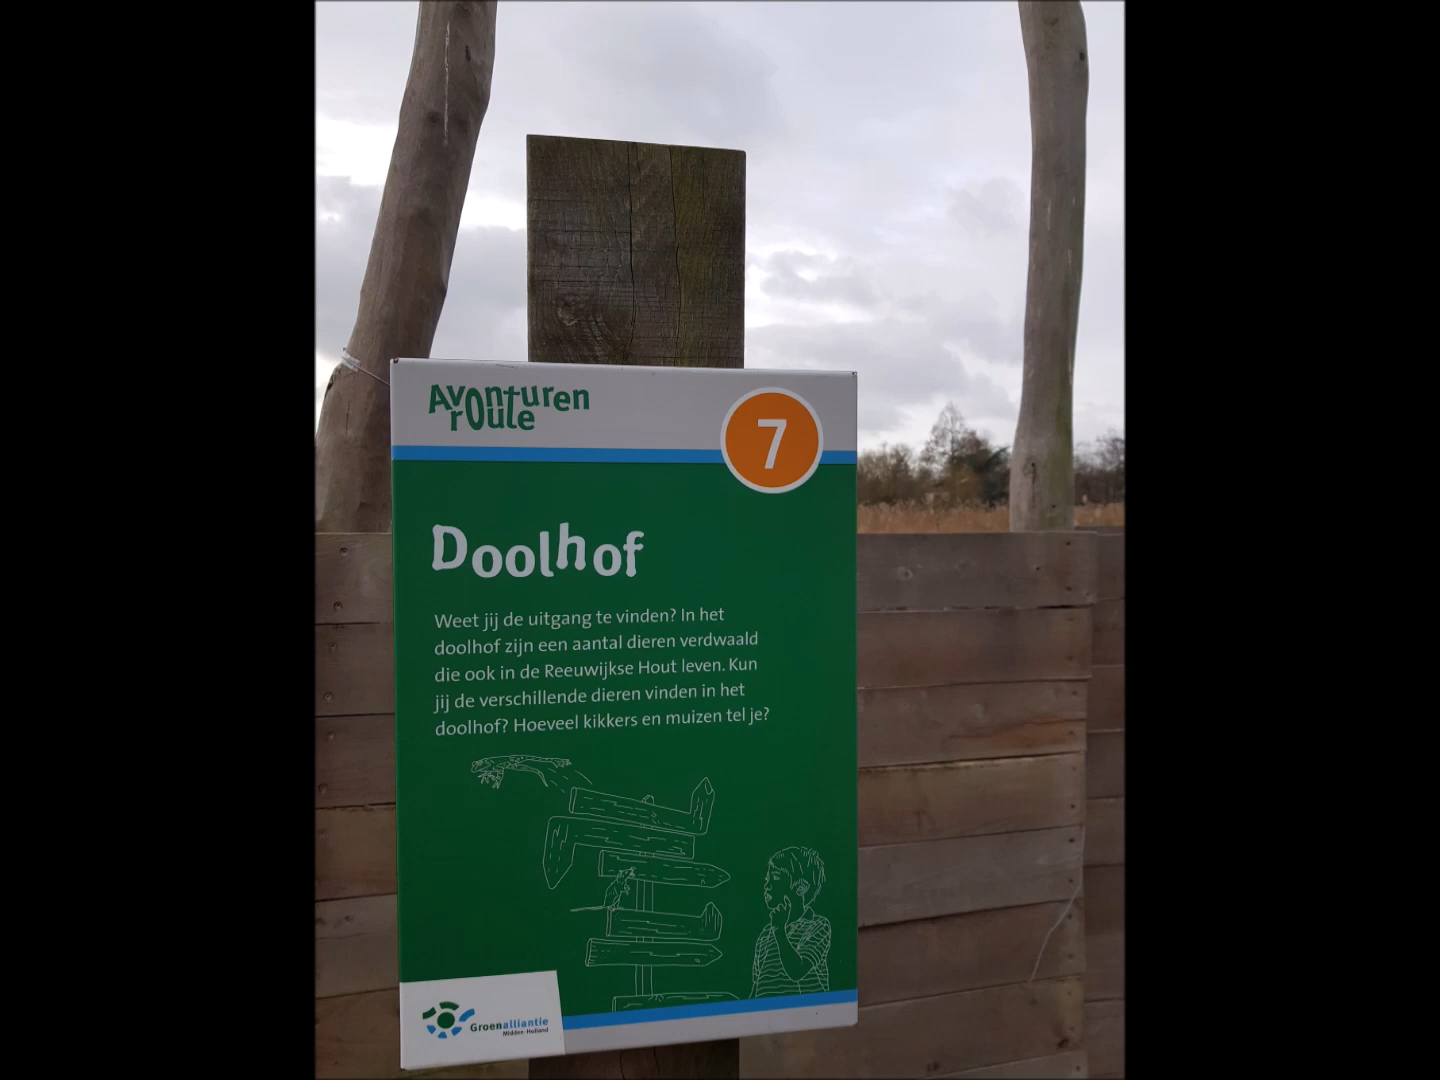 Avonturen
roüte
7
Doolhof
Weet jij de uitgang te vinden? In het
doolhof zijn een aantal dieren verdwaald
die ook in de Reeuwijkse Hout leven. Kun
jij de verschillende dieren vinden in het
doolhof? Hoeveel kikkers en muizen tel je?
Groenalliantie
Midden-Holland